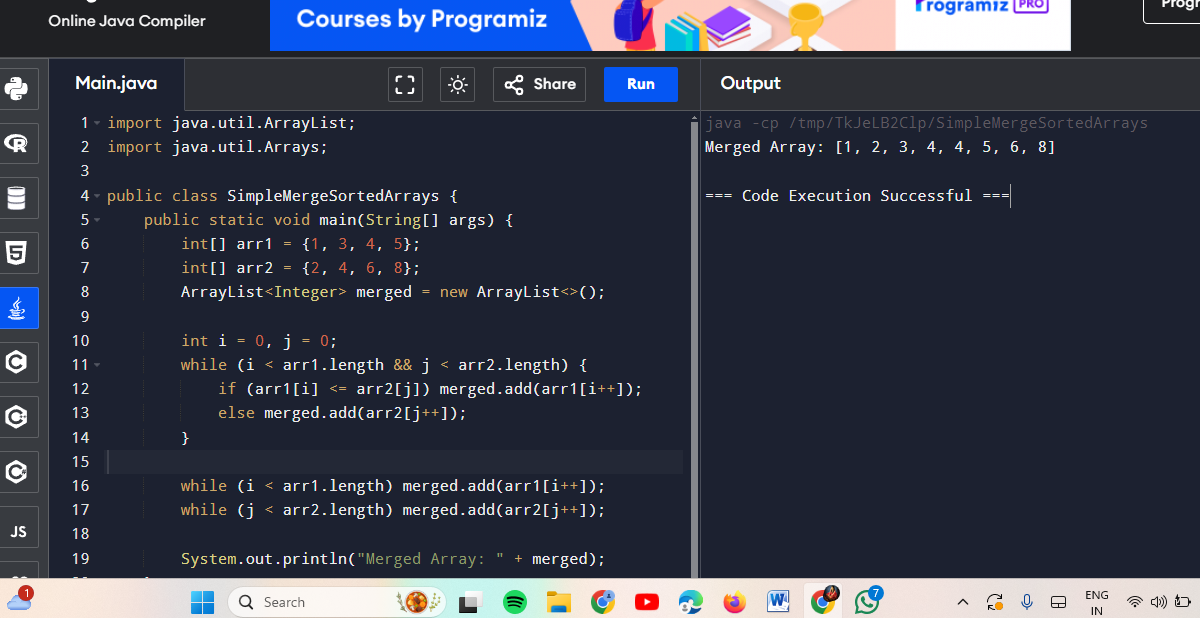 Online Java Compiler
Courses by Programiz
Programiz PRO
Main.java
Share
Run
Output
1 import java.util.ArrayList;
2 import java.util.Arrays;
3
4 public class SimpleMergeSortedArrays {
5 public static void main(String[] args) {
6 int[] arr1 = {1, 3, 4, 5};
7 int[] arr2 = {2, 4, 6, 8};
8 ArrayList<Integer> merged = new ArrayList<>();
9
10 int i = 0, j = 0;
11 while (i < arr1.length && j < arr2.length) {
12 if (arr1[i] <= arr2[j]) merged.add(arr1[i++]);
13 else merged.add(arr2[j++]);
14 }
15
16 while (i < arr1.length) merged.add(arr1[i++]);
17 while (j < arr2.length) merged.add(arr2[j++]);
18
19 System.out.println("Merged Array: " + merged);
java -cp /tmp/TkJeLB2Clp/SimpleMergeSortedArrays
Merged Array: [1, 2, 3, 4, 4, 5, 6, 8]
=== Code Execution Successful ===
JS
1
Search
7
ENG
IN